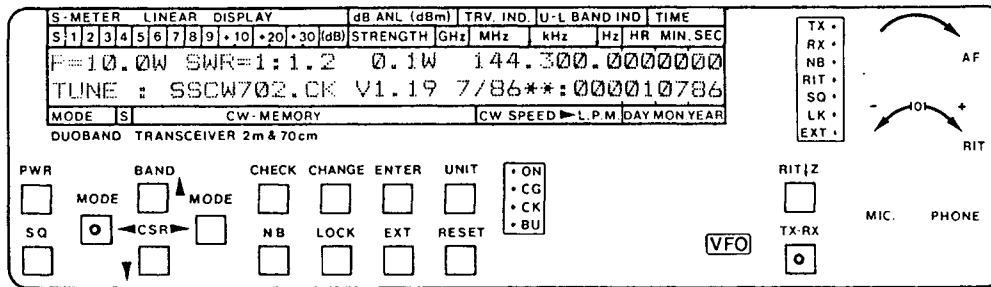 S-METER LINEAR DISPLAY dB ANL (dBm) TRV. IND. U-L BAND IND TIME
S 1 2 3 4 5 6 7 8 9 +10 +20 +30 (dB) STRENGTH GHz MHz kHz Hz HR MIN. SEC
P=10.0W SWR=1:1.2 0.1W 144.300.0000000
TUNE : SSCW702.CK V1.19 7/86**:000010786
MODE S CW-MEMORY CW SPEED ► L.P.M. DAY MON YEAR
DUOBAND TRANSCEIVER 2m & 70cm
TX •
RX •
NB •
RIT •
SQ •
LK •
EXT •
AF
- (0) +
RIT
PWR BAND CHECK CHANGE ENTER UNIT
MODE MODE
• ON
• CG
• CK
• BU
RIT↓Z
SQ ◄CSR► NB LOCK EXT RESET
MIC. PHONE
VFO
TX-RX